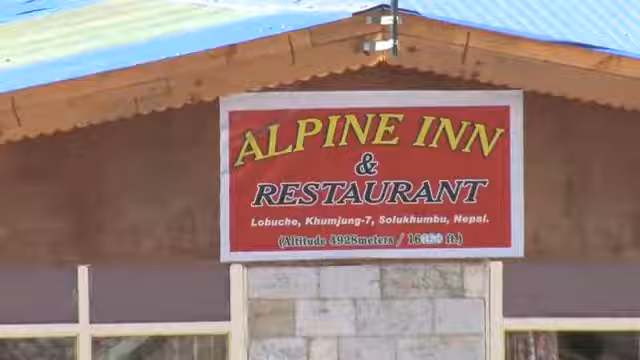 ALPINE INN
&
RESTAURANT
Lobuche, Khumjung-7, Solukhumbu, Nepal.
(Altitude 4928meters / ft.)